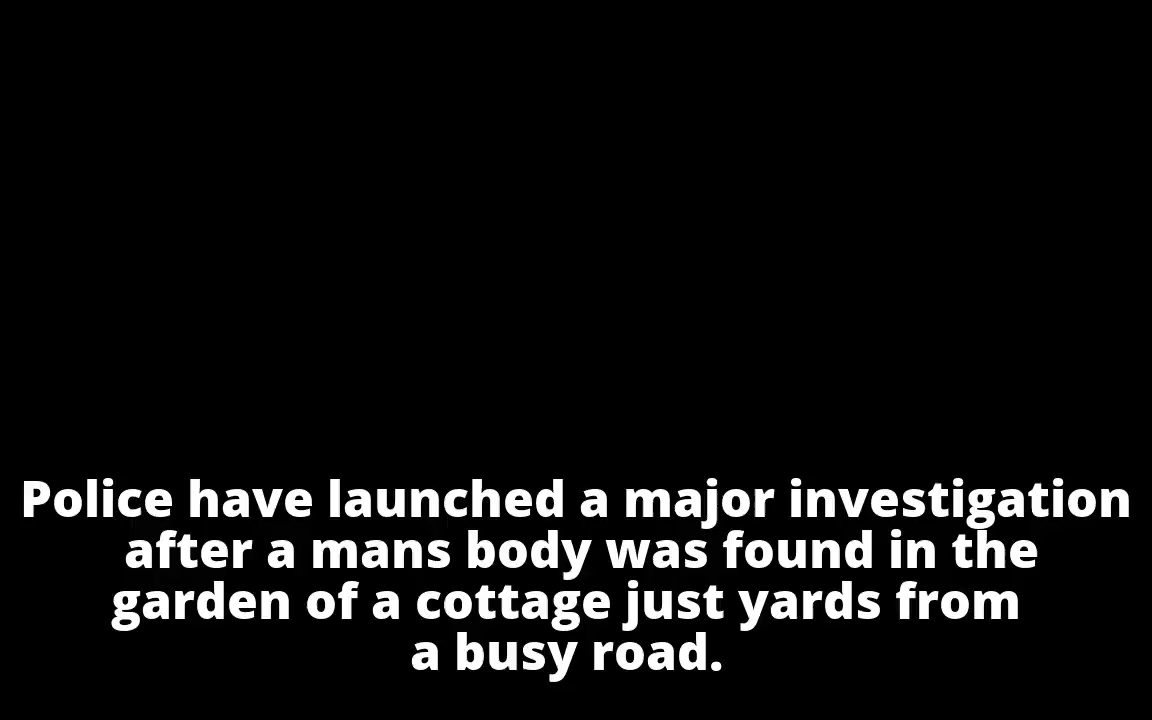 Police have launched a major investigation
after a mans body was found in the
garden of a cottage just yards from
a busy road.